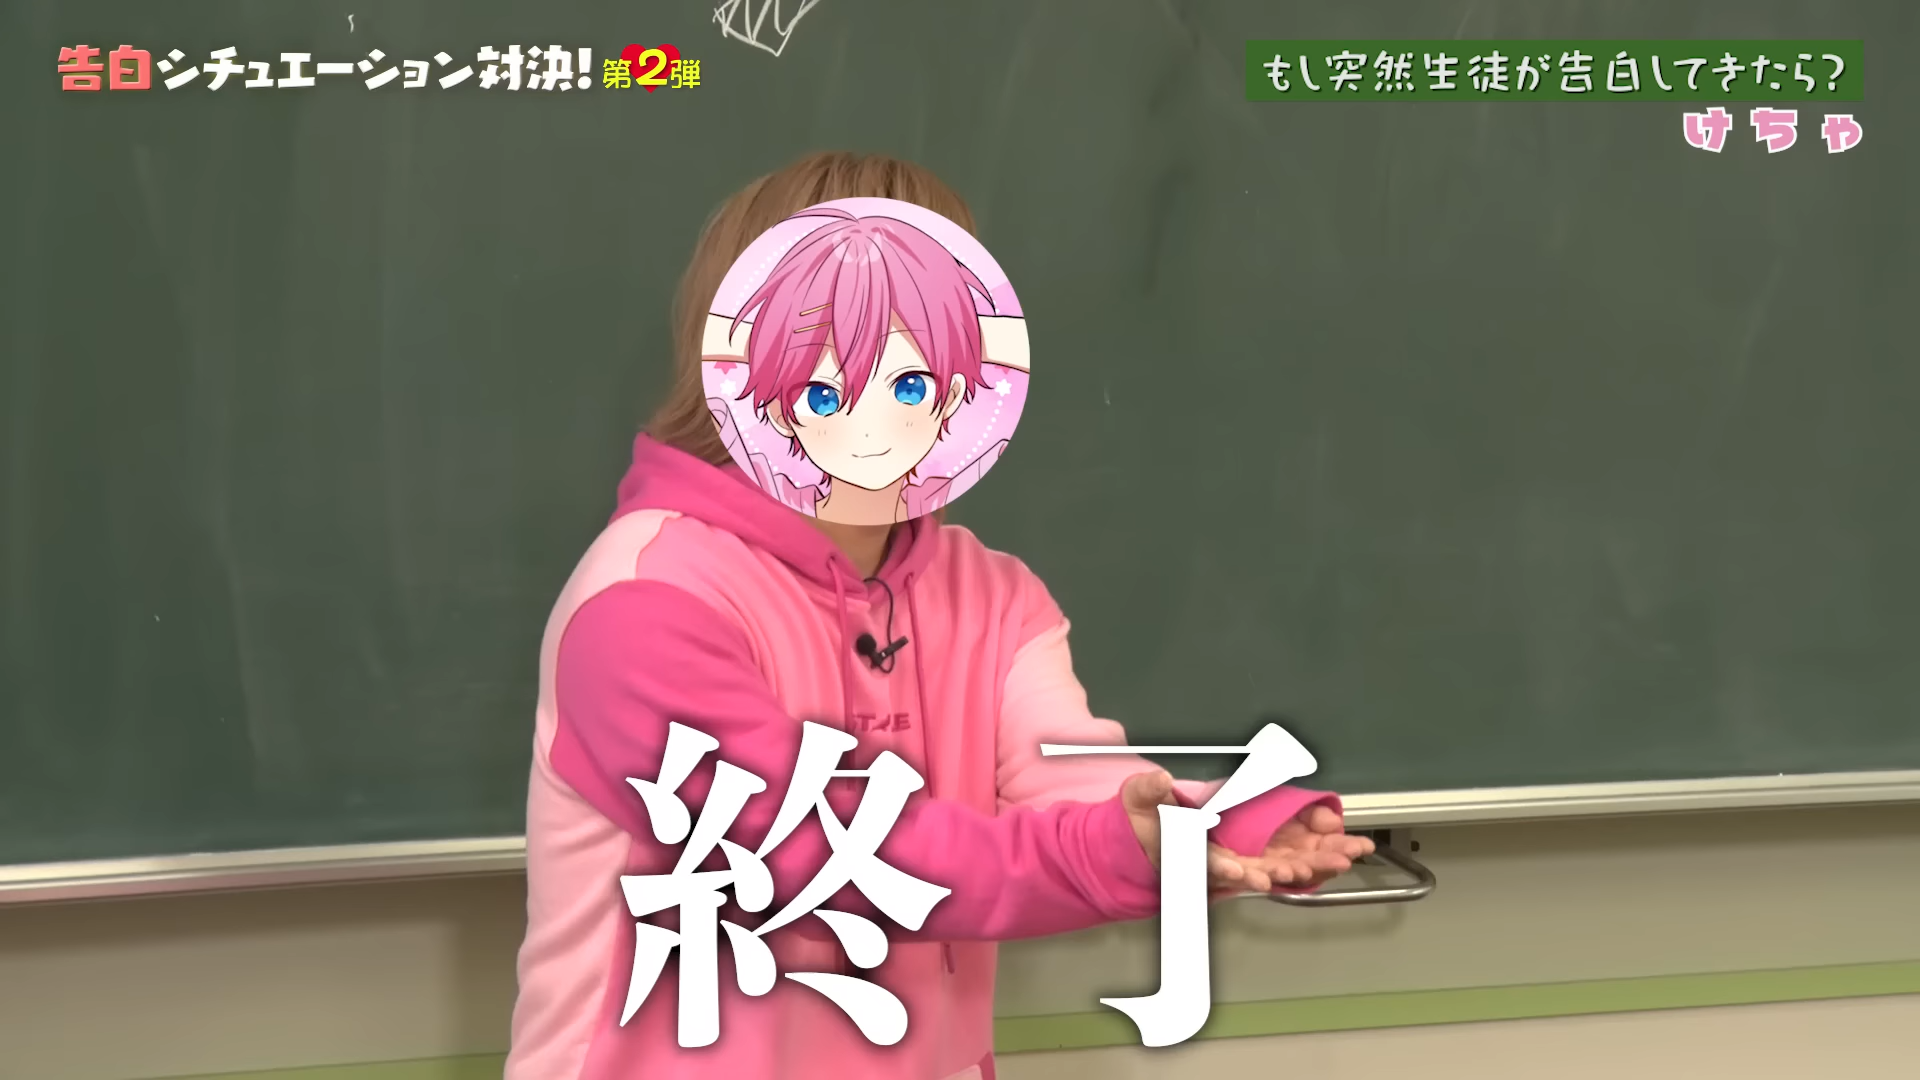 告白シチュエーション対決!第2弾
もし突然生徒が告白してきたら?
けちゃ
終了